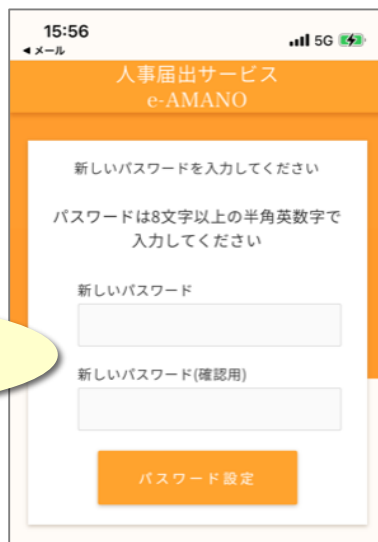 15:56
5G
◀メール
人事届出サービス
e-AMANO
新しいパスワードを入力してください
パスワードは8文字以上の半角英数字で
入力してください
新しいパスワード
新しいパスワード(確認用)
パスワード設定